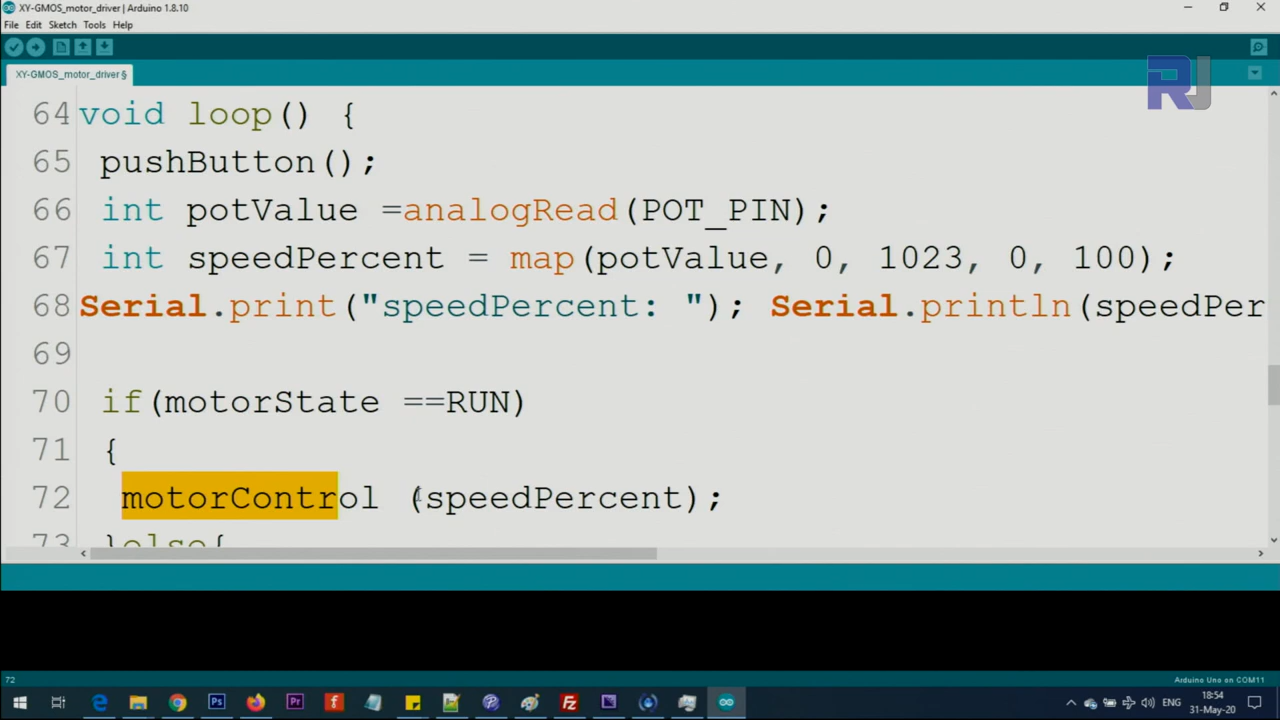 XY-GMOS_motor_driver | Arduino 1.8.10
File Edit Sketch Tools Help
XY-GMOS_motor_driver §
RJ
64 void loop() {
65 pushButton();
66 int potValue =analogRead(POT_PIN);
67 int speedPercent = map(potValue, 0, 1023, 0, 100);
68 Serial.print("speedPercent: "); Serial.println(speedPer
69
70 if(motorState ==RUN)
71 {
72 motorControl (speedPercent);
73 }else{
72 Arduino Uno on COM11
ENG
18:54
31-May-20